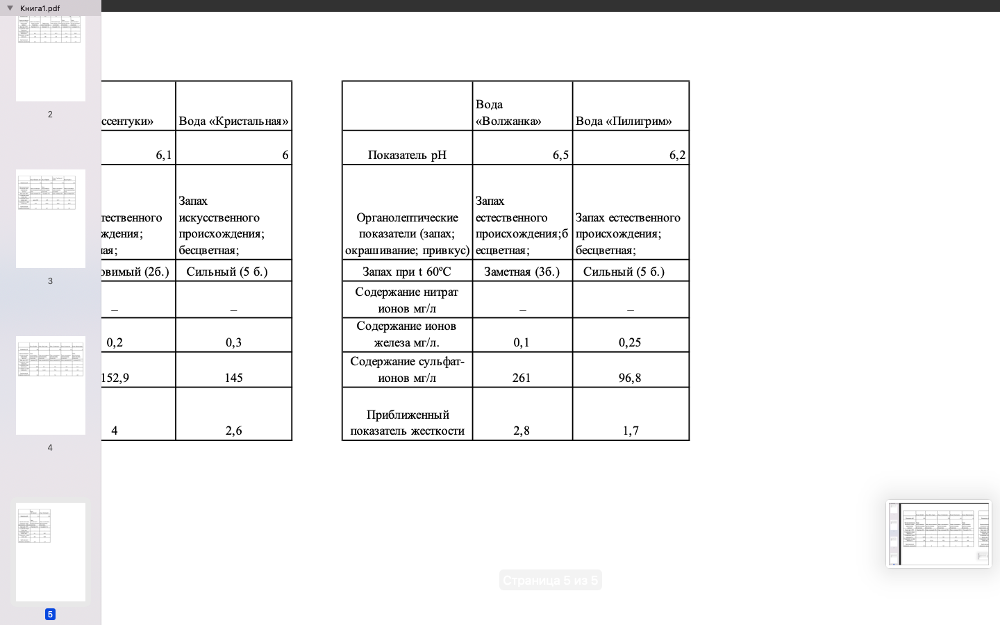 Книга1.pdf
2
3
4
5
ссентуки»
Вода «Кристальная»
6,1
6
тественного
ждения;
ная;
Запах
искусственного
происхождения;
бесцветная;
овимый (2б.)
Сильный (5 б.)
–
–
0,2
0,3
152,9
145
4
2,6
Вода
«Волжанка»
Вода «Пилигрим»
Показатель pH
6,5
6,2
Органолептические
показатели (запах;
окрашивание; привкус)
Запах
естественного
происхождения;б
есцветная;
Запах естественного
происхождения;
бесцветная;
Запах при t 60ºС
Заметная (3б.)
Сильный (5 б.)
Содержание нитрат
ионов мг/л
–
–
Содержание ионов
железа мг/л.
0,1
0,25
Содержание сульфат-
ионов мг/л
261
96,8
Приближенный
показатель жесткости
2,8
1,7
Страница 5 из 5